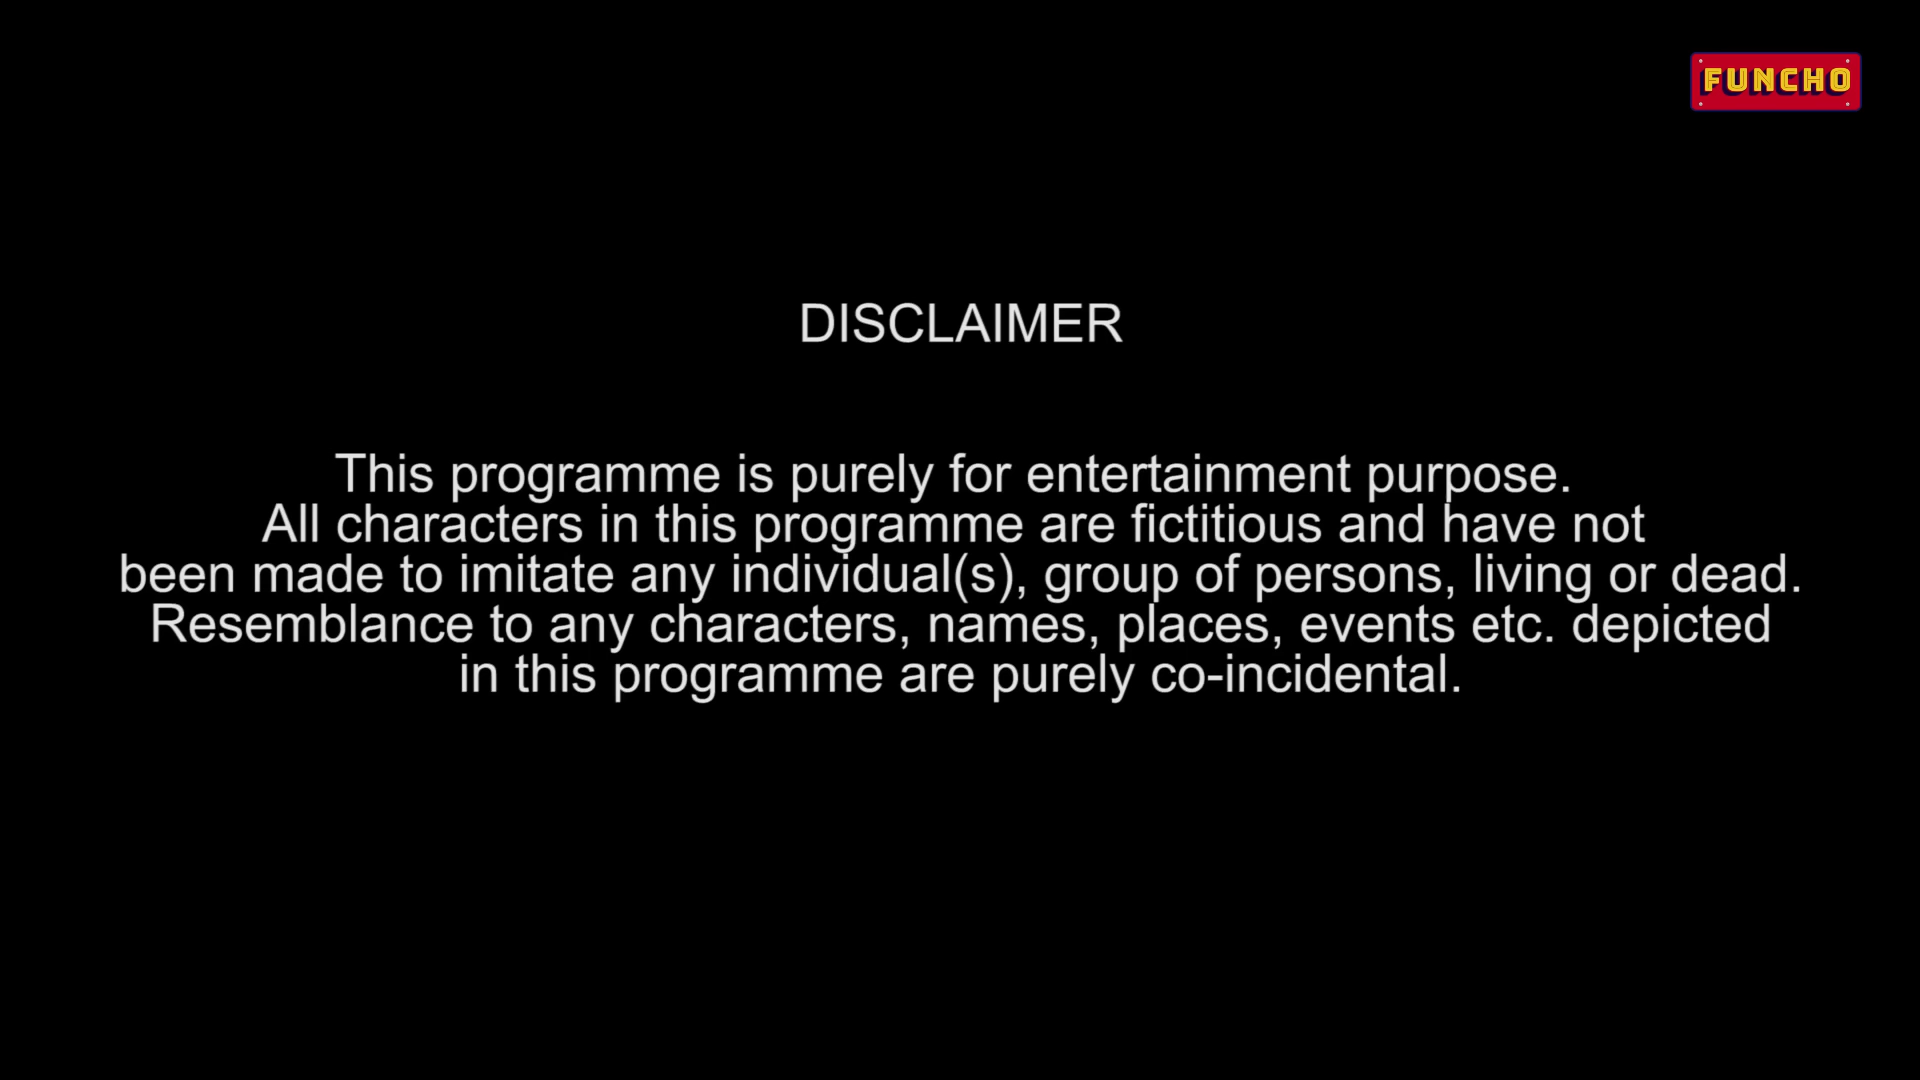 FUNCHO
DISCLAIMER
This programme is purely for entertainment purpose.
All characters in this programme are fictitious and have not
been made to imitate any individual(s), group of persons, living or dead.
Resemblance to any characters, names, places, events etc. depicted
in this programme are purely co-incidental.